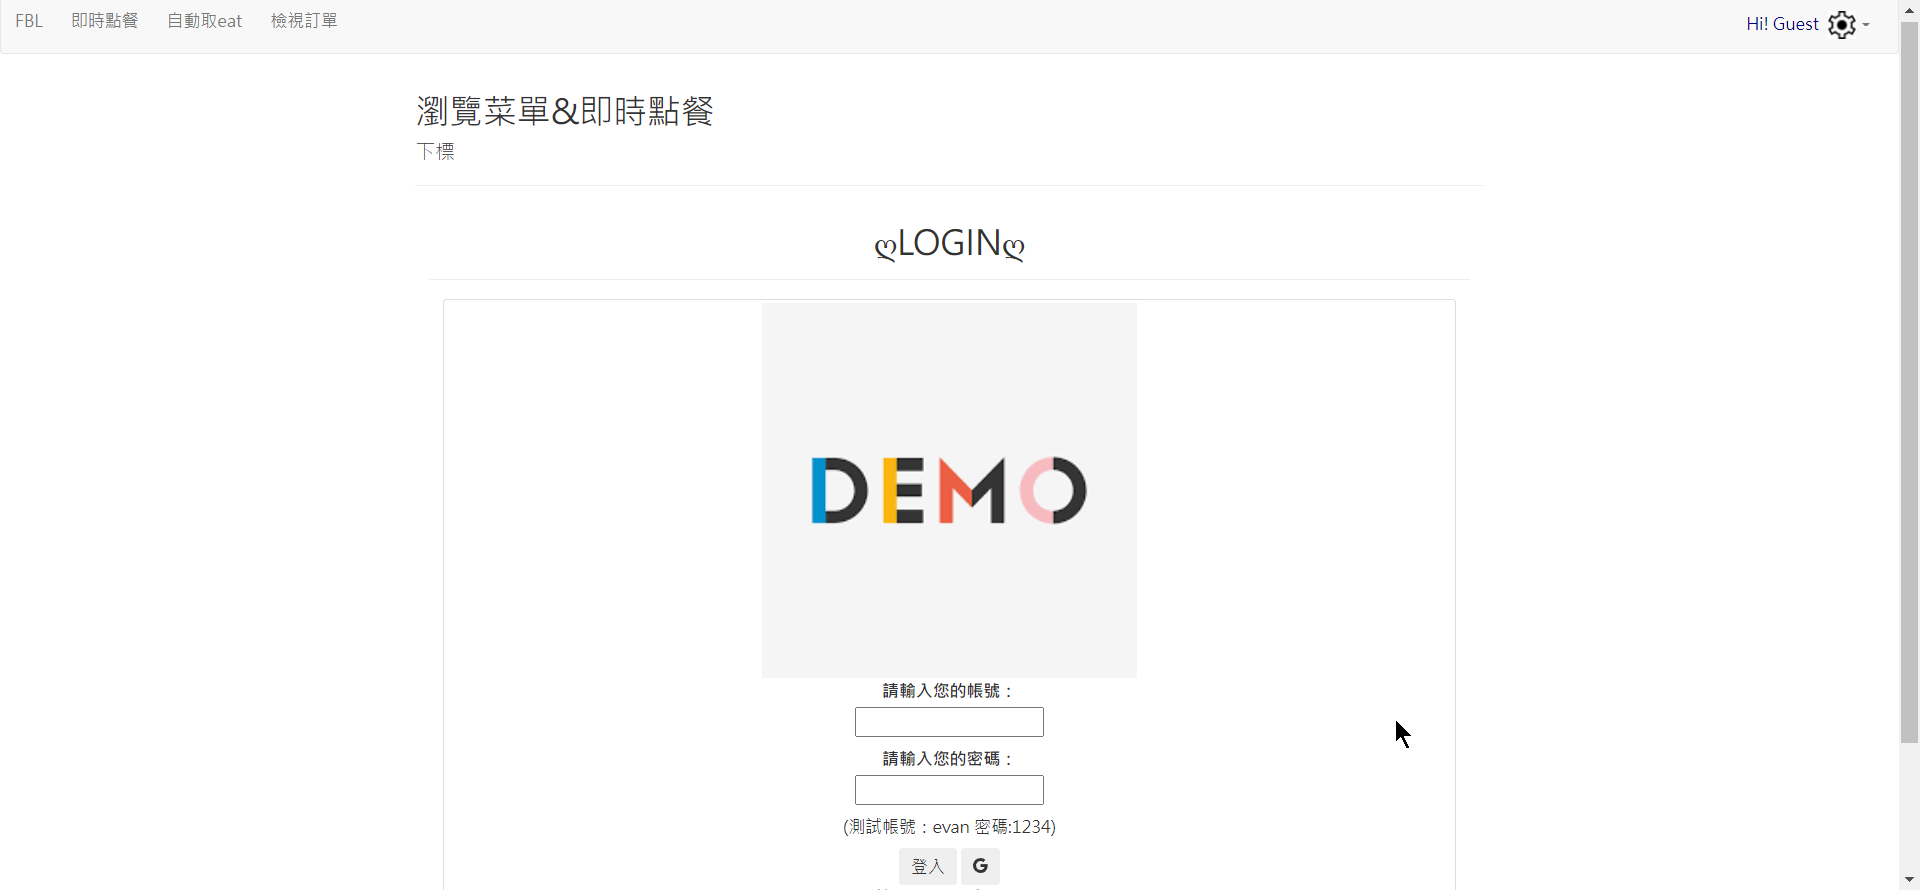 FBL 即時點餐 自動取eat 檢視訂單 Hi! Guest
瀏覽菜單&即時點餐
下標
ღLOGINღ
DEMO
請輸入您的帳號：
請輸入您的密碼：
(測試帳號：evan 密碼:1234)
登入 G